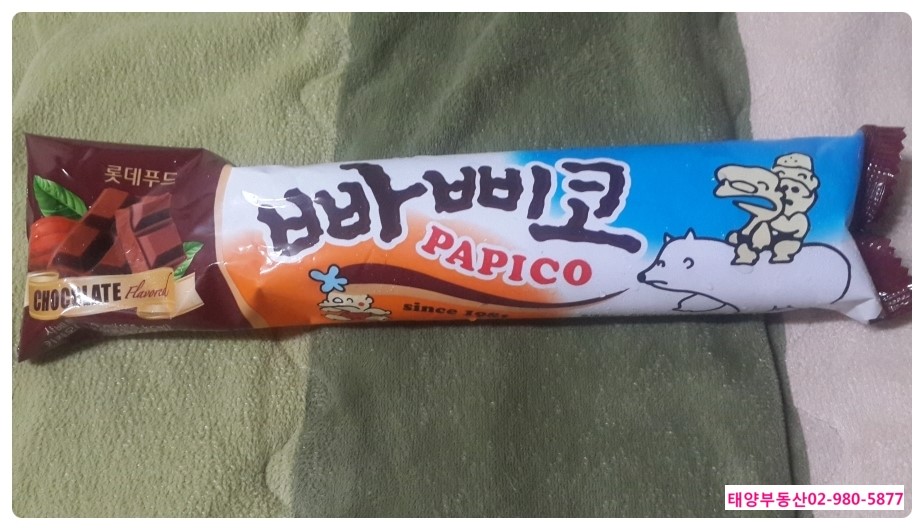 롯데푸드
빠삐코
PAPICO
CHOCOLATE Flavored
since
태양부동산02-980-5877